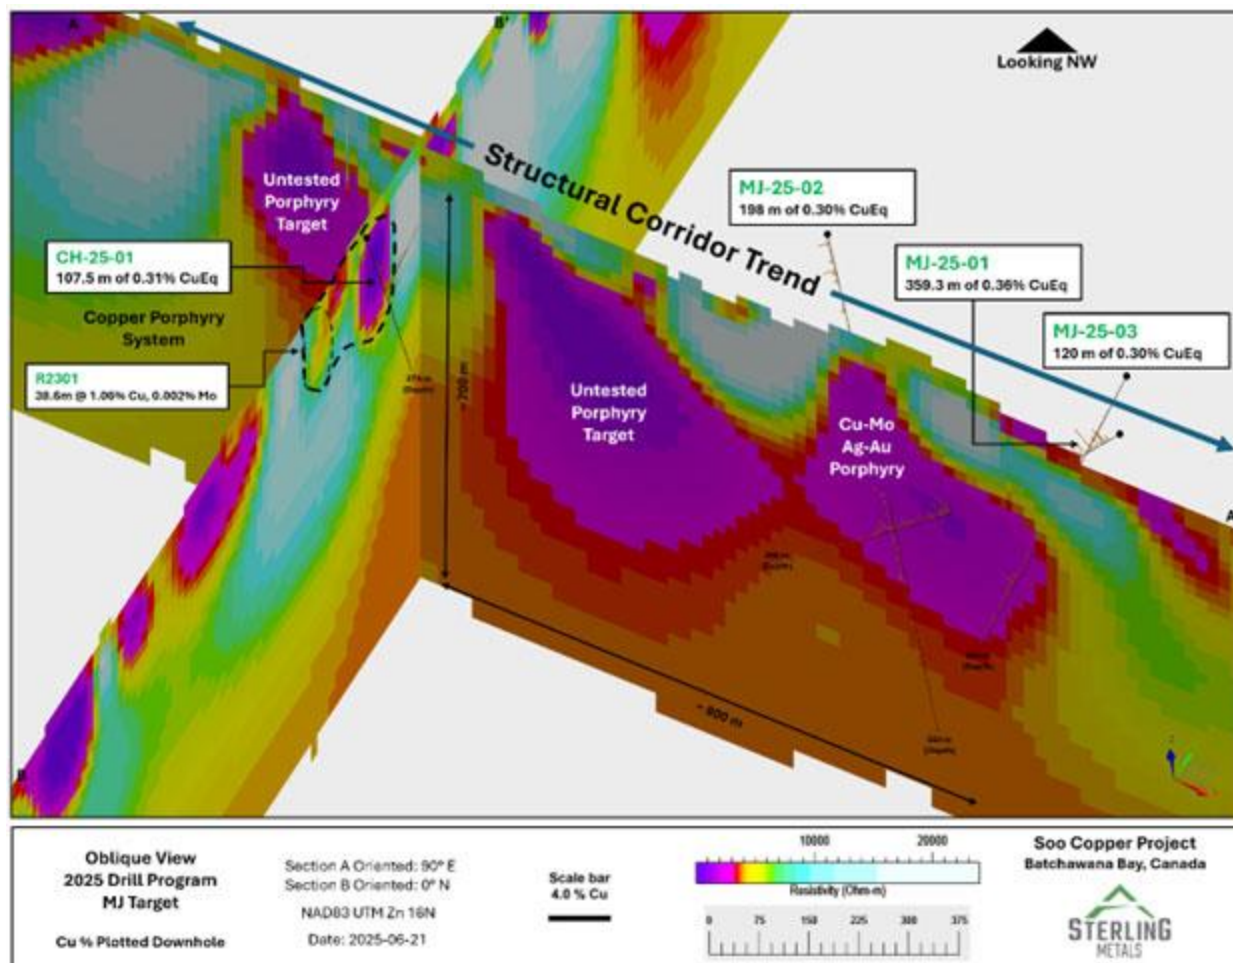 A
B'
Looking NW
Structural Corridor Trend
Untested
Porphyry
Target
MJ-25-02
198 m of 0.30% CuEq
CH-25-01
107.5 m of 0.31% CuEq
MJ-25-01
359.3 m of 0.36% CuEq
Copper Porphyry
System
MJ-25-03
120 m of 0.30% CuEq
R2301
38.6m @ 1.06% Cu, 0.002% Mo
(Depth)
~ 700 m
Untested
Porphyry
Target
Cu-Mo
Ag-Au
Porphyry
A'
(Depth)
(Depth)
~ 900 m
(Depth)
B
Oblique View
2025 Drill Program
MJ Target
Cu % Plotted Downhole
Section A Oriented: 90° E
Section B Oriented: 0° N
NAD83 UTM Zn 16N
Date: 2025-06-21
Scale bar
4.0 % Cu
10000 20000
Resistivity (Ohm-m)
0 75 150 225 300 375
Soo Copper Project
Batchawana Bay, Canada
STERLING
METALS